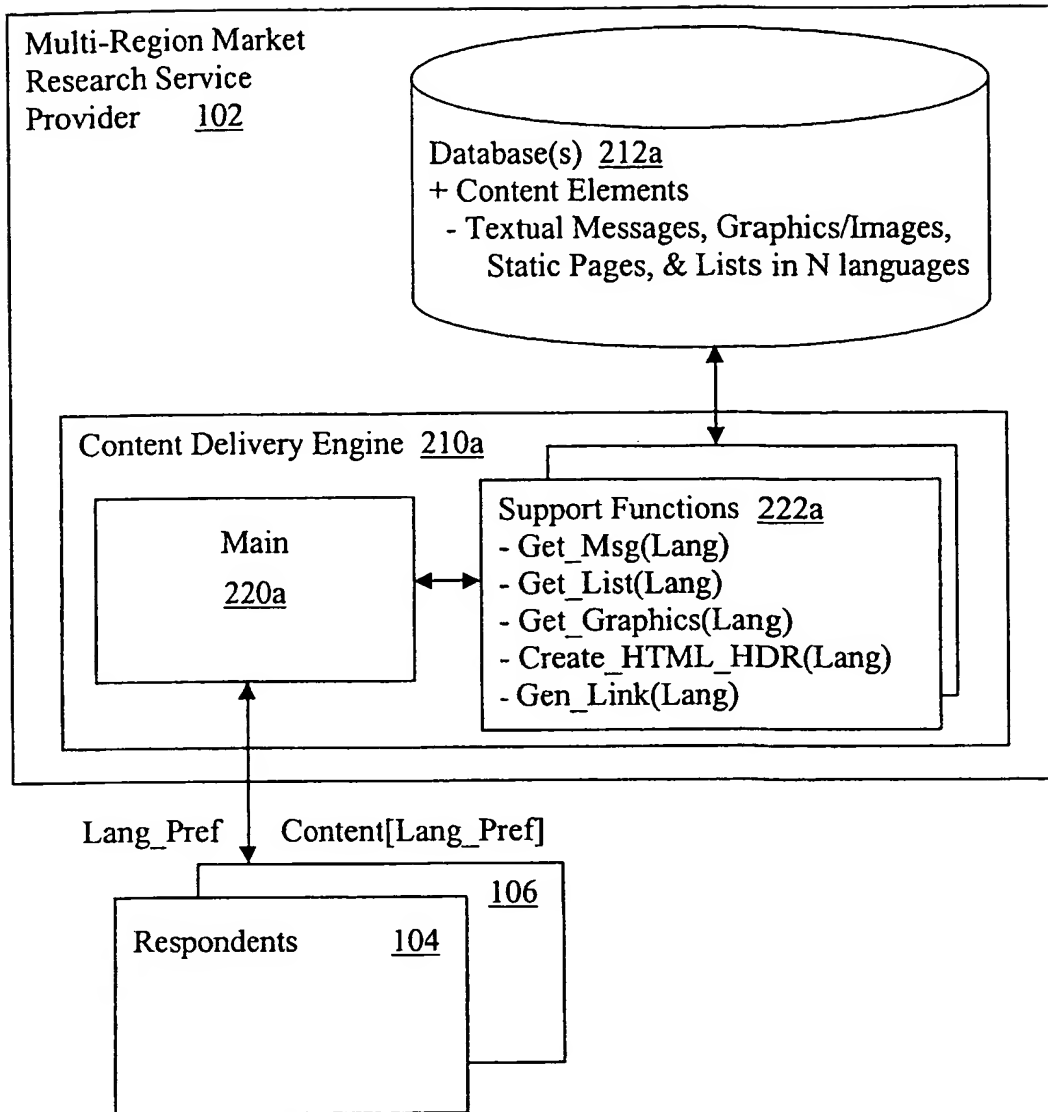 Multi-Region Market
Research Service
Provider 102
Database(s) 212a
+ Content Elements
- Textual Messages, Graphics/Images,
Static Pages, & Lists in N languages
Content Delivery Engine 210a
Main
220a
Support Functions 222a
- Get_Msg(Lang)
- Get_List(Lang)
- Get_Graphics(Lang)
- Create_HTML_HDR(Lang)
- Gen_Link(Lang)
Lang_Pref Content[Lang_Pref]
106
Respondents 104